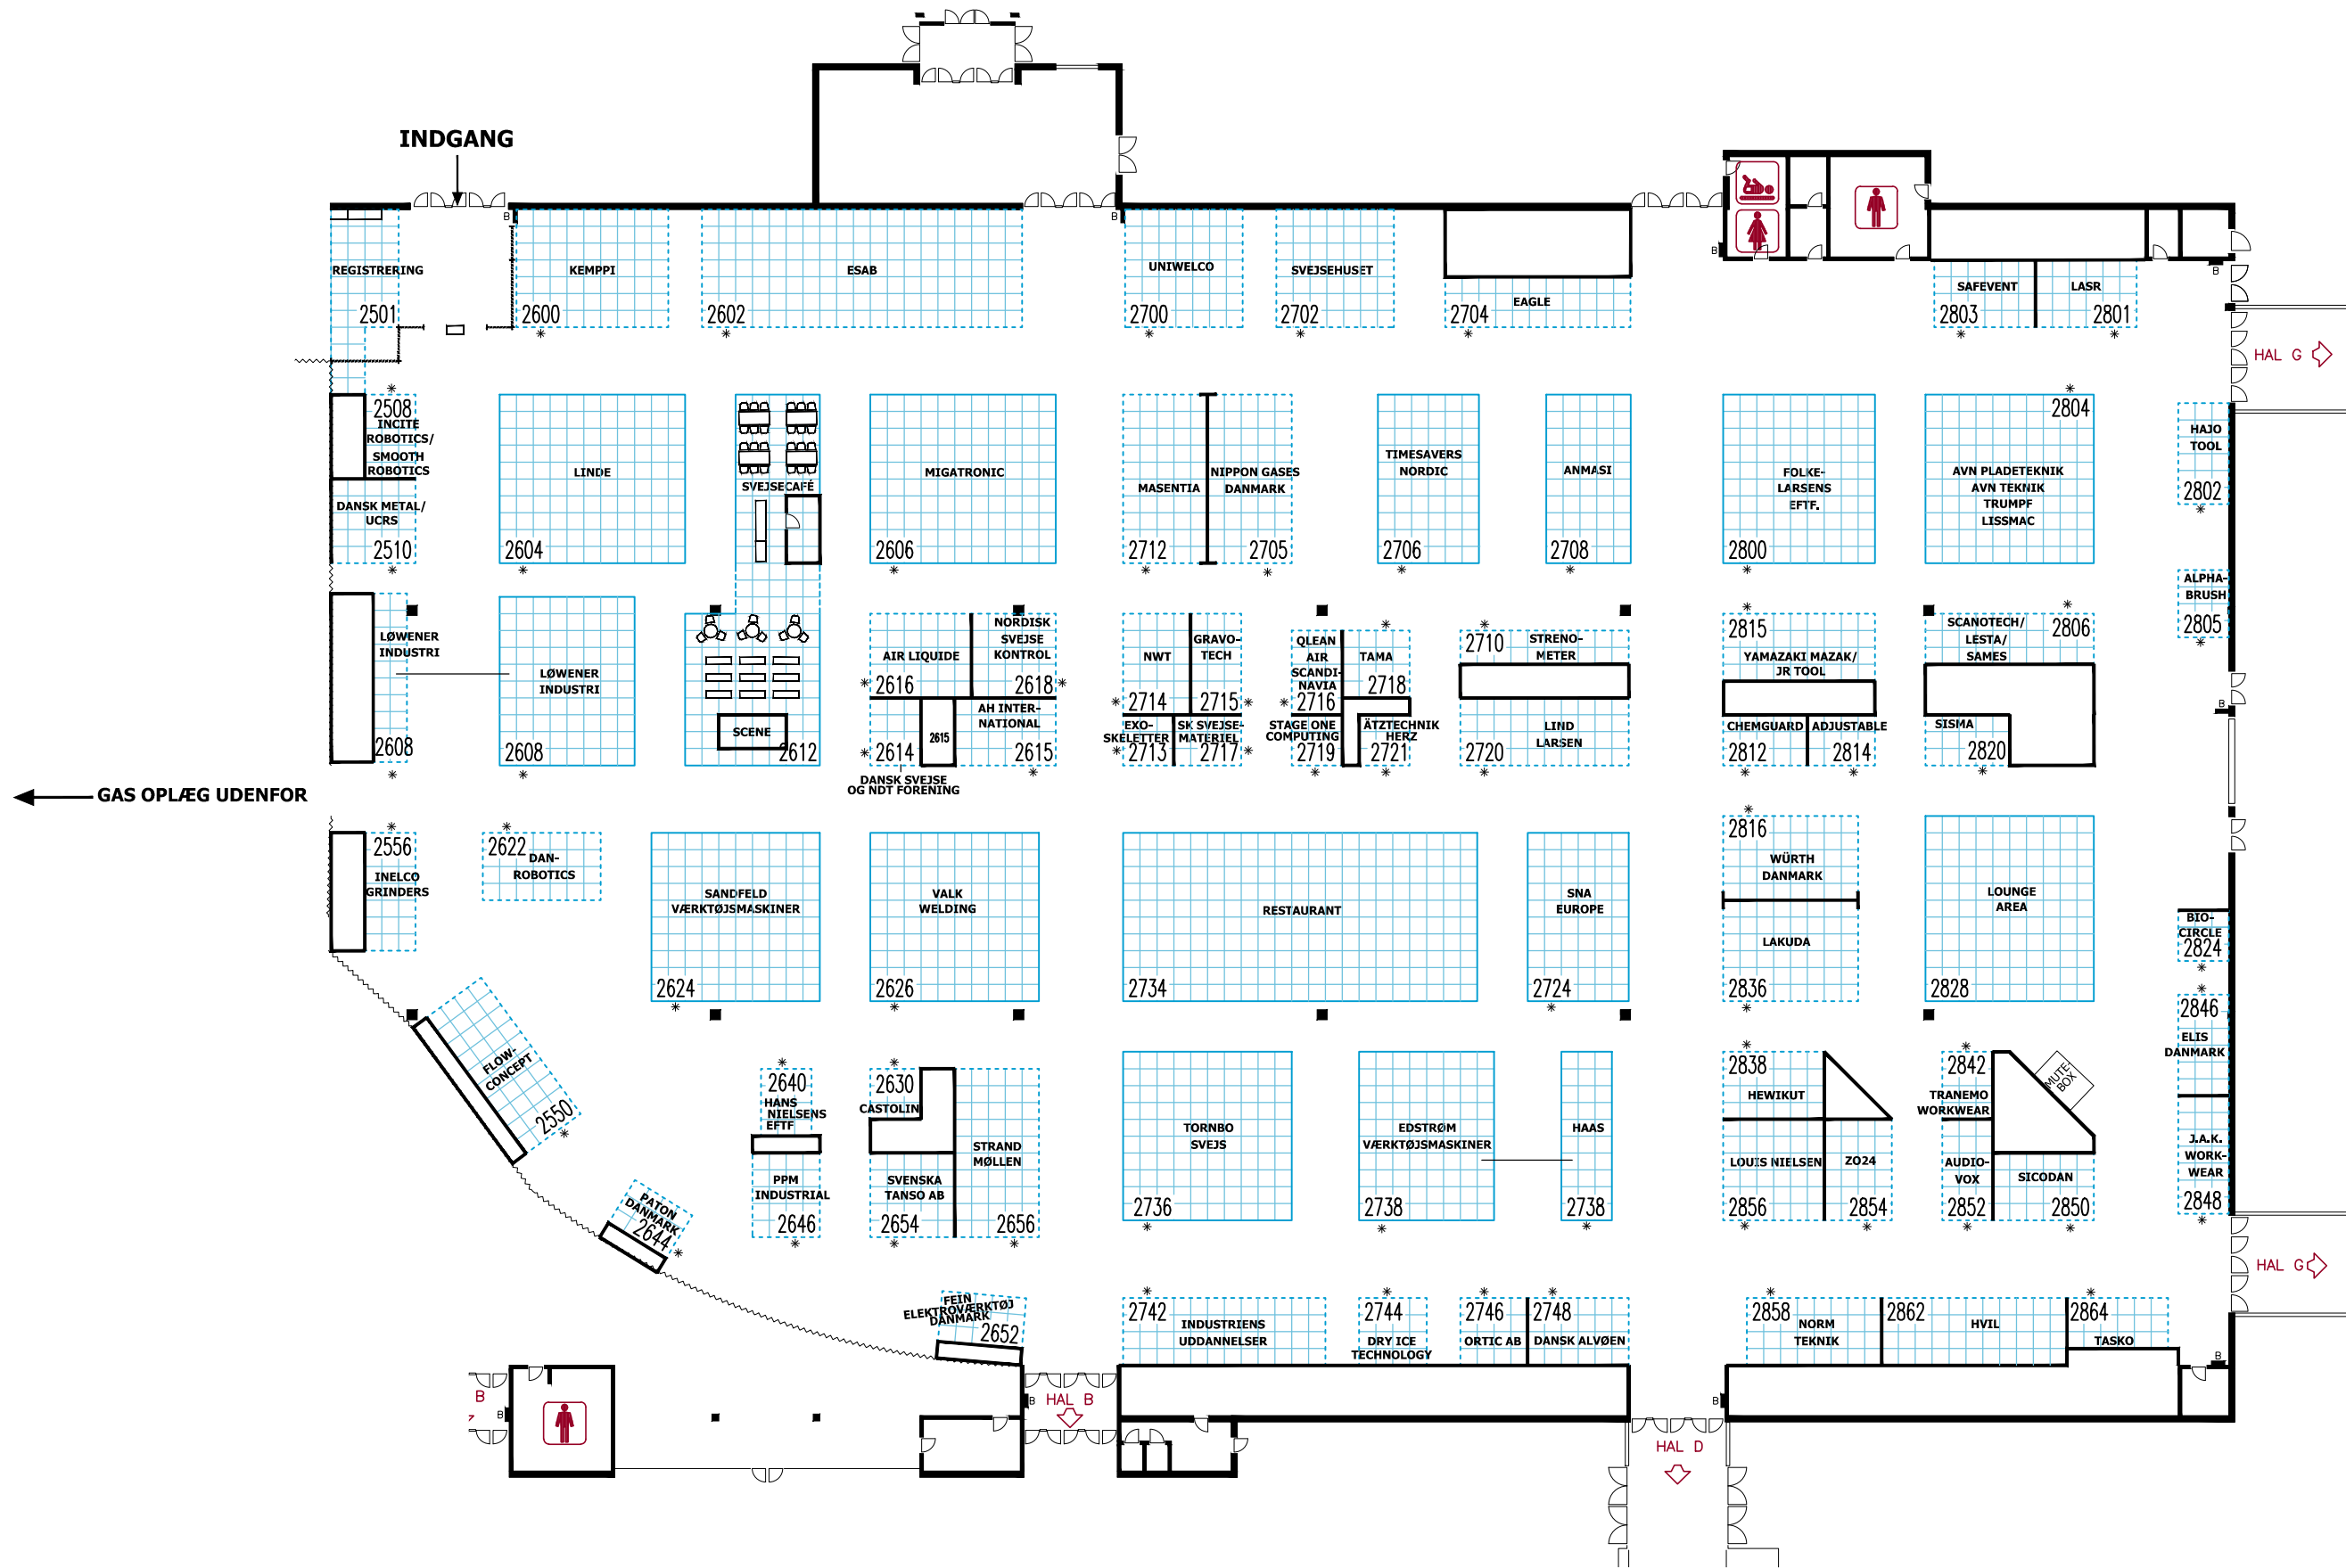 INDGANG
B
B
B
B
REGISTRERING
2501
KEMPPI
2600
ESAB
2602
UNIWELCO
2700
SVEJSEHUSET
2702
EAGLE
2704
SAFEVENT
2803
LASR
2801
HAL G
2508
INCITE
ROBOTICS/
SMOOTH
ROBOTICS
DANSK METAL/
UCRS
2510
LINDE
2604
SVEJSECAFÉ
MIGATRONIC
2606
MASENTIA
2712
NIPPON GASES
DANMARK
2705
TIMESAVERS
NORDIC
2706
ANMASI
2708
FOLKE-
LARSENS
EFTF.
2800
2804
AVN PLADETEKNIK
AVN TEKNIK
TRUMPF
LISSMAC
HAJO
TOOL
2802
ALPHA-
BRUSH
2805
LØWENER
INDUSTRI
2608
LØWENER
INDUSTRI
2608
SCENE
2612
AIR LIQUIDE
2616
NORDISK
SVEJSE
KONTROL
2618
2614
DANSK SVEJSE
OG NDT FORENING
2615
AH INTER-
NATIONAL
2615
NWT
2714
GRAVO-
TECH
2715
EXO-
SKELETTER
2713
SK SVEJSE-
MATERIEL
2717
QLEAN
AIR
SCANDI-
NAVIA
2716
TAMA
2718
STAGE ONE
COMPUTING
2719
ÄTZTECHNIK
HERZ
2721
2710
STRENO-
METER
LIND
LARSEN
2720
2815
YAMAZAKI MAZAK/
JR TOOL
CHEMGUARD
2812
ADJUSTABLE
2814
SCANOTECH/
LESTA/
SAMES
2806
SISMA
2820
B
GAS OPLÆG UDENFOR
2556
INELCO
GRINDERS
2622
DAN-
ROBOTICS
SANDFELD
VÆRKTØJSMASKINER
2624
VALK
WELDING
2626
RESTAURANT
2734
SNA
EUROPE
2724
2816
WÜRTH
DANMARK
LAKUDA
2836
LOUNGE
AREA
2828
BIO-
CIRCLE
2824
2846
ELIS
DANMARK
J.A.K.
WORK-
WEAR
2848
FLOW-
CONCEPT
2550
PATON
DANMARK
2644
2640
HANS
NIELSENS
EFTF
PPM
INDUSTRIAL
2646
2630
CASTOLIN
SVENSKA
TANSO AB
2654
STRAND
MØLLEN
2656
TORNBO
SVEJS
2736
EDSTRØM
VÆRKTØJSMASKINER
2738
HAAS
2738
2838
HEWIKUT
LOUIS NIELSEN
2856
ZO24
2854
2842
TRANEMO
WORKWEAR
MUTE-
BOX
AUDIO-
VOX
2852
SICODAN
2850
HAL G
FEIN
ELEKTROVÆRKTØJ
DANMARK
2652
2742
INDUSTRIENS
UDDANNELSER
2744
DRY ICE
TECHNOLOGY
2746
ORTIC AB
2748
DANSK ALVØEN
2858
NORM
TEKNIK
2862
HVIL
2864
TASKO
B
B
B
B
HAL B
B
HAL D